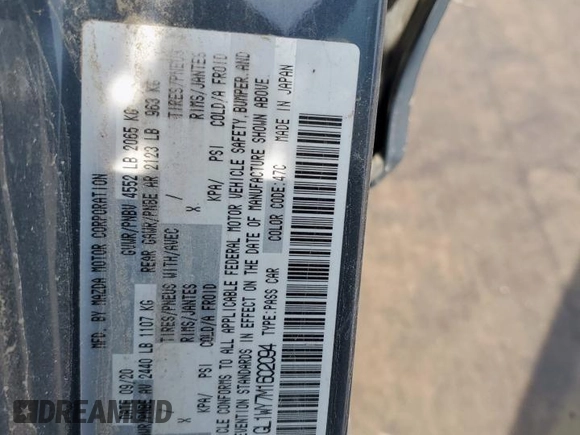 MAZDA MOTOR CORPORATION
09/20 GVWR/PNBV 4552 LB 2065 KG
AV 2440 LB 1107 KG REAR GAWR/PNBE AR 2123 LB 963 KG
TIRES/PNEUS WITH/AVEC TIRES/PNEUS
RIMS/JANTES / X RIMS/JANTES
COLD/A FROID KPA/ PSI COLD/A FROID
KPA/ PSI X
CONFORMS TO ALL APPLICABLE FEDERAL MOTOR VEHICLE SAFETY, BUMPER, AND
STANDARDS IN EFFECT ON THE DATE OF MANUFACTURE SHOWN ABOVE.
GL1WY7M1602094 TYPE:PASS CAR COLOR CODE:47C MADE IN JAPAN
DREAMBID